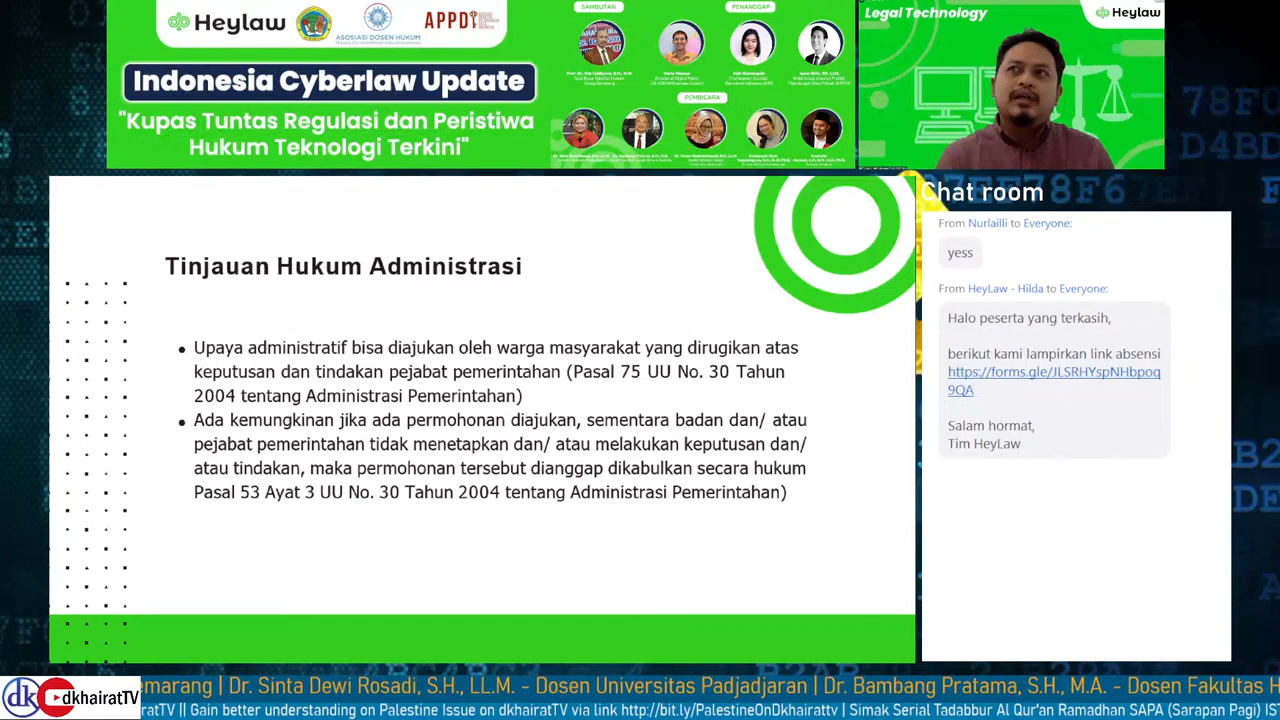 Heylaw
ASOSIASI DOSEN HUKUM
APPDI
Indonesia Cyberlaw Update
"Kupas Tuntas Regulasi dan Peristiwa
Hukum Teknologi Terkini"
SAMBUTAN
PENANGGAP
PEMBICARA
Legal Technology
Heylaw
Tinjauan Hukum Administrasi
• Upaya administratif bisa diajukan oleh warga masyarakat yang dirugikan atas
keputusan dan tindakan pejabat pemerintahan (Pasal 75 UU No. 30 Tahun
2004 tentang Administrasi Pemerintahan)
• Ada kemungkinan jika ada permohonan diajukan, sementara badan dan/ atau
pejabat pemerintahan tidak menetapkan dan/ atau melakukan keputusan dan/
atau tindakan, maka permohonan tersebut dianggap dikabulkan secara hukum
Pasal 53 Ayat 3 UU No. 30 Tahun 2004 tentang Administrasi Pemerintahan)
Chat room
From Nurlailli to Everyone:
yess
From HeyLaw - Hilda to Everyone:
Halo peserta yang terkasih,
berikut kami lampirkan link absensi
https://forms.gle/JLSRHYspNHbpoq
9QA
Salam hormat,
Tim HeyLaw
dk dkhairatTV
emarang | Dr. Sinta Dewi Rosadi, S.H., LL.M. - Dosen Universitas Padjadjaran | Dr. Bambang Pratama, S.H., M.A. - Dosen Fakultas H
ratTV || Gain better understanding on Palestine Issue on dkhairatTV via link http://bit.ly/PalestineOnDkhairattv | Simak Serial Tadabbur Al Qur'an Ramadhan SAPA (Sarapan Pagi) IS